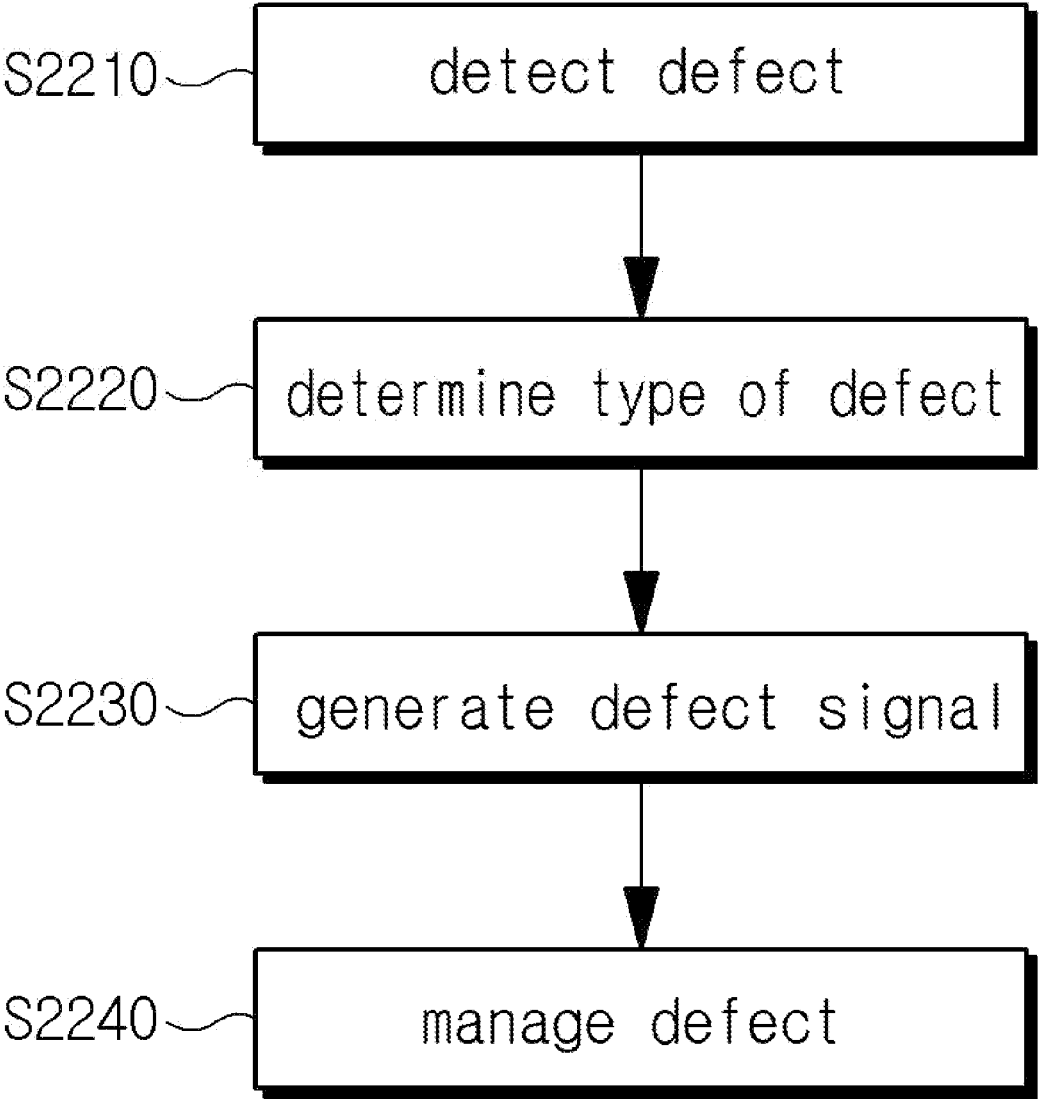 S2210 detect defect
S2220 determine type of defect
S2230 generate defect signal
S2240 manage defect